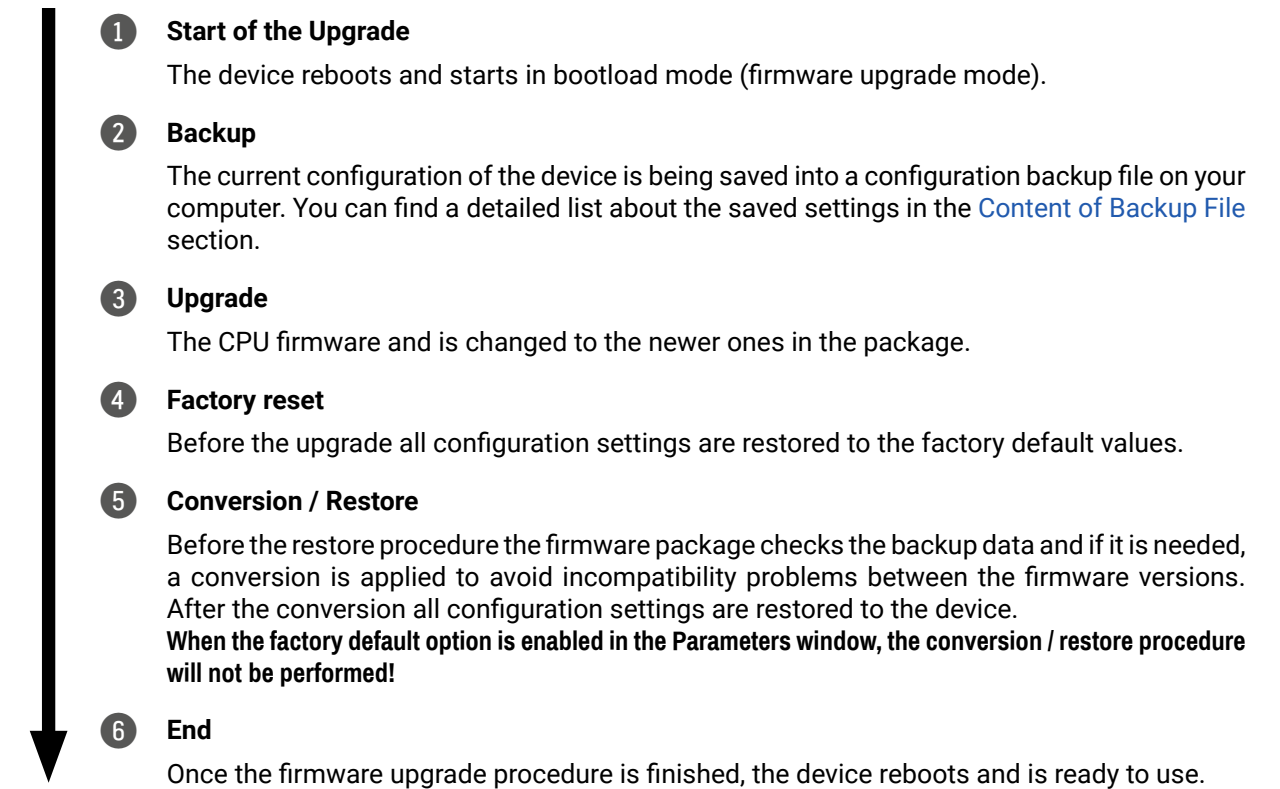 1 Start of the Upgrade
The device reboots and starts in bootload mode (firmware upgrade mode).
2 Backup
The current configuration of the device is being saved into a configuration backup file on your
computer. You can find a detailed list about the saved settings in the Content of Backup File
section.
3 Upgrade
The CPU firmware and is changed to the newer ones in the package.
4 Factory reset
Before the upgrade all configuration settings are restored to the factory default values.
5 Conversion / Restore
Before the restore procedure the firmware package checks the backup data and if it is needed,
a conversion is applied to avoid incompatibility problems between the firmware versions.
After the conversion all configuration settings are restored to the device.
When the factory default option is enabled in the Parameters window, the conversion / restore procedure
will not be performed!
6 End
Once the firmware upgrade procedure is finished, the device reboots and is ready to use.